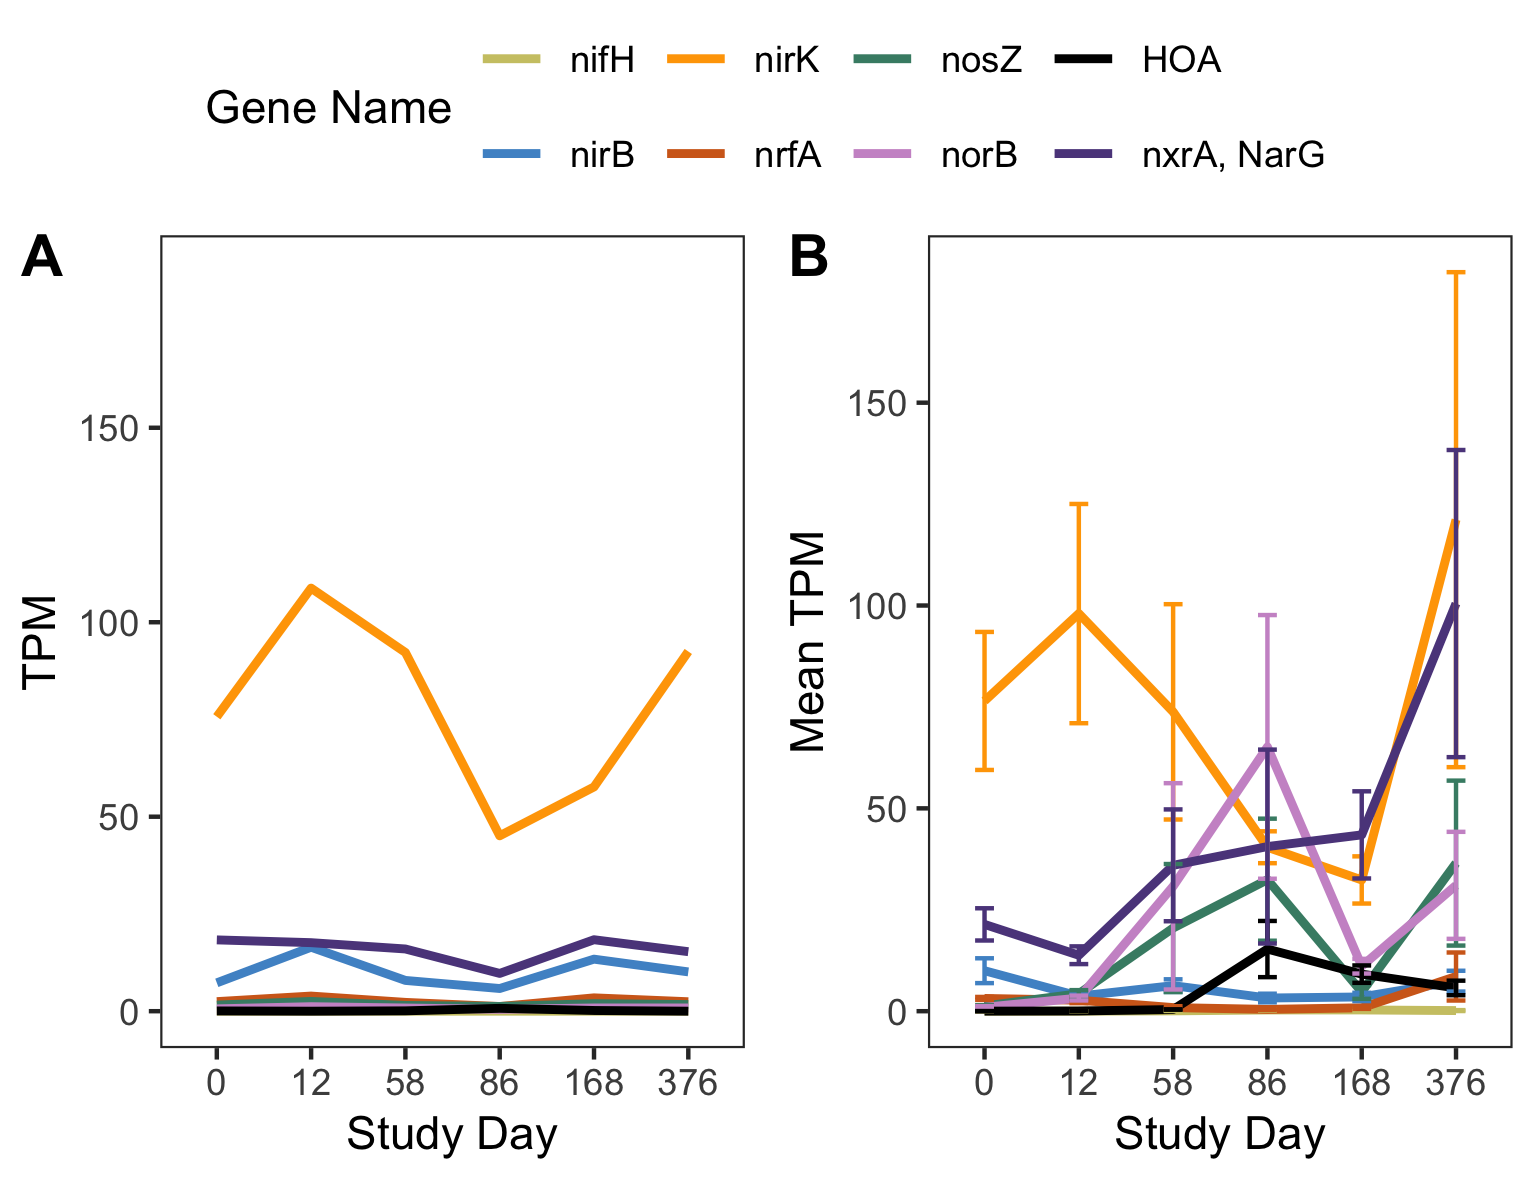 nifH nirK nosZ HOA
Gene Name
nirB nrfA norB nxrA, NarG
A
TPM
150
100
50
0
0 12 58 86 168 376
Study Day
B
Mean TPM
150
100
50
0
0 12 58 86 168 376
Study Day